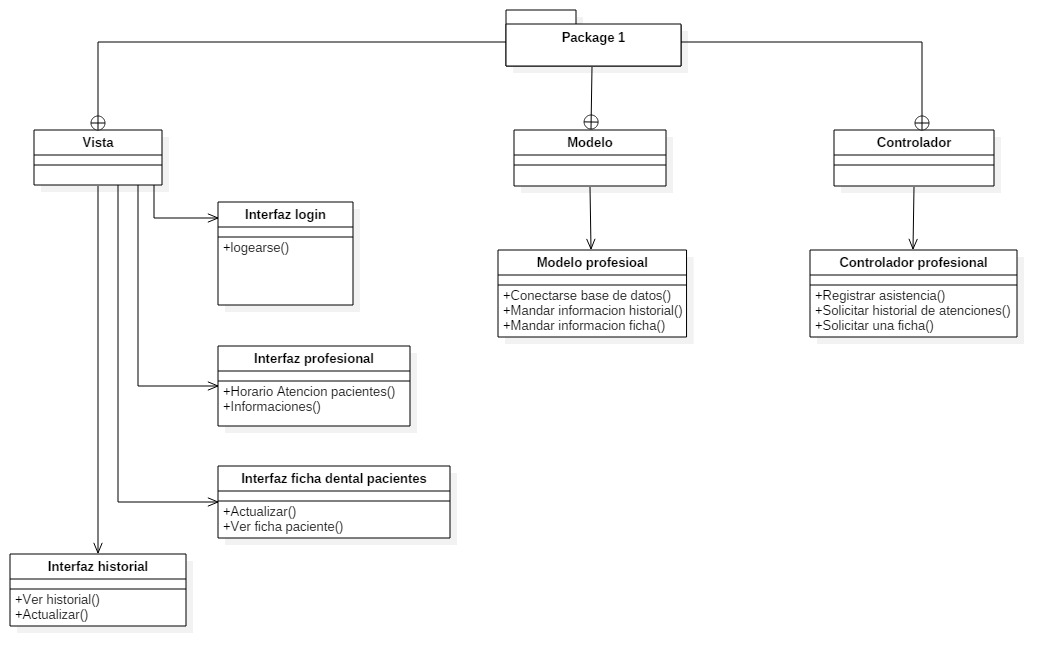 Package 1
Vista
Modelo
Controlador
Interfaz login
+logearse()
Modelo profesioal
+Conectarse base de datos()
+Mandar informacion historial()
+Mandar informacion ficha()
Controlador profesional
+Registrar asistencia()
+Solicitar historial de atenciones()
+Solicitar una ficha()
Interfaz profesional
+Horario Atencion pacientes()
+Informaciones()
Interfaz ficha dental pacientes
+Actualizar()
+Ver ficha paciente()
Interfaz historial
+Ver historial()
+Actualizar()